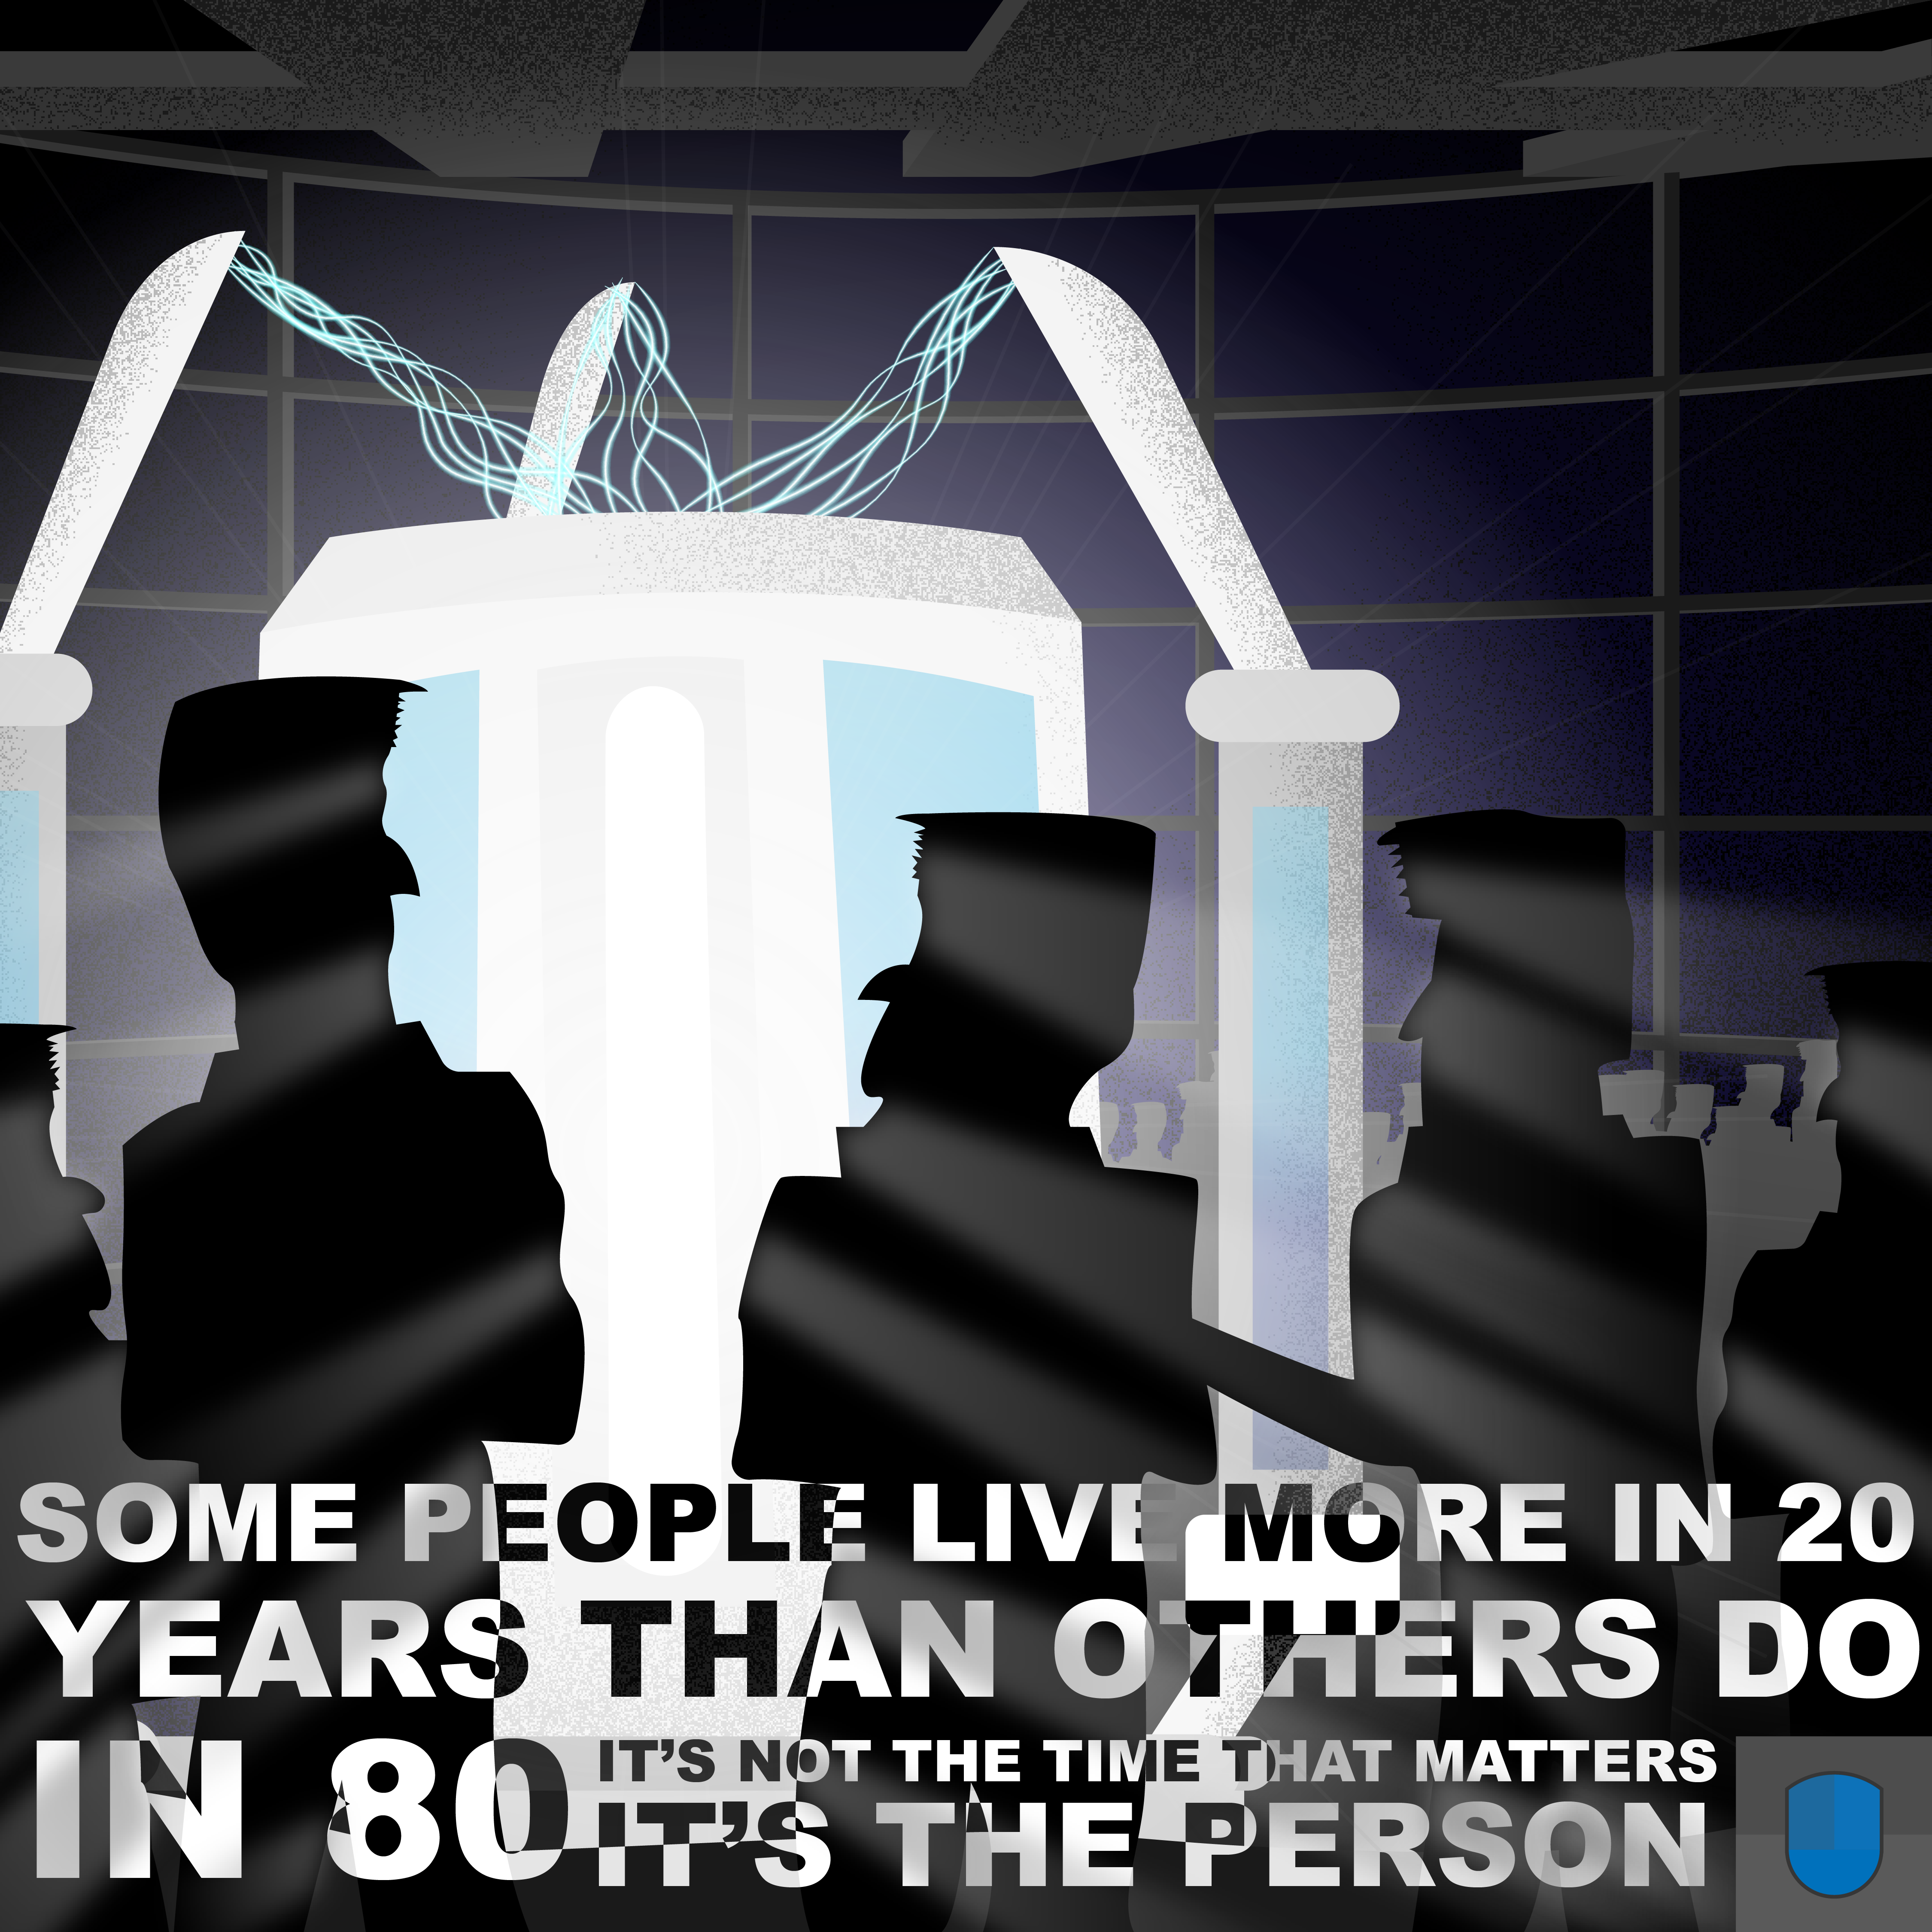 SOME PEOPLE LIVE MORE IN 20
YEARS THAN OTHERS DO
IN 80
IT'S NOT THE TIME THAT MATTERS
IT'S THE PERSON